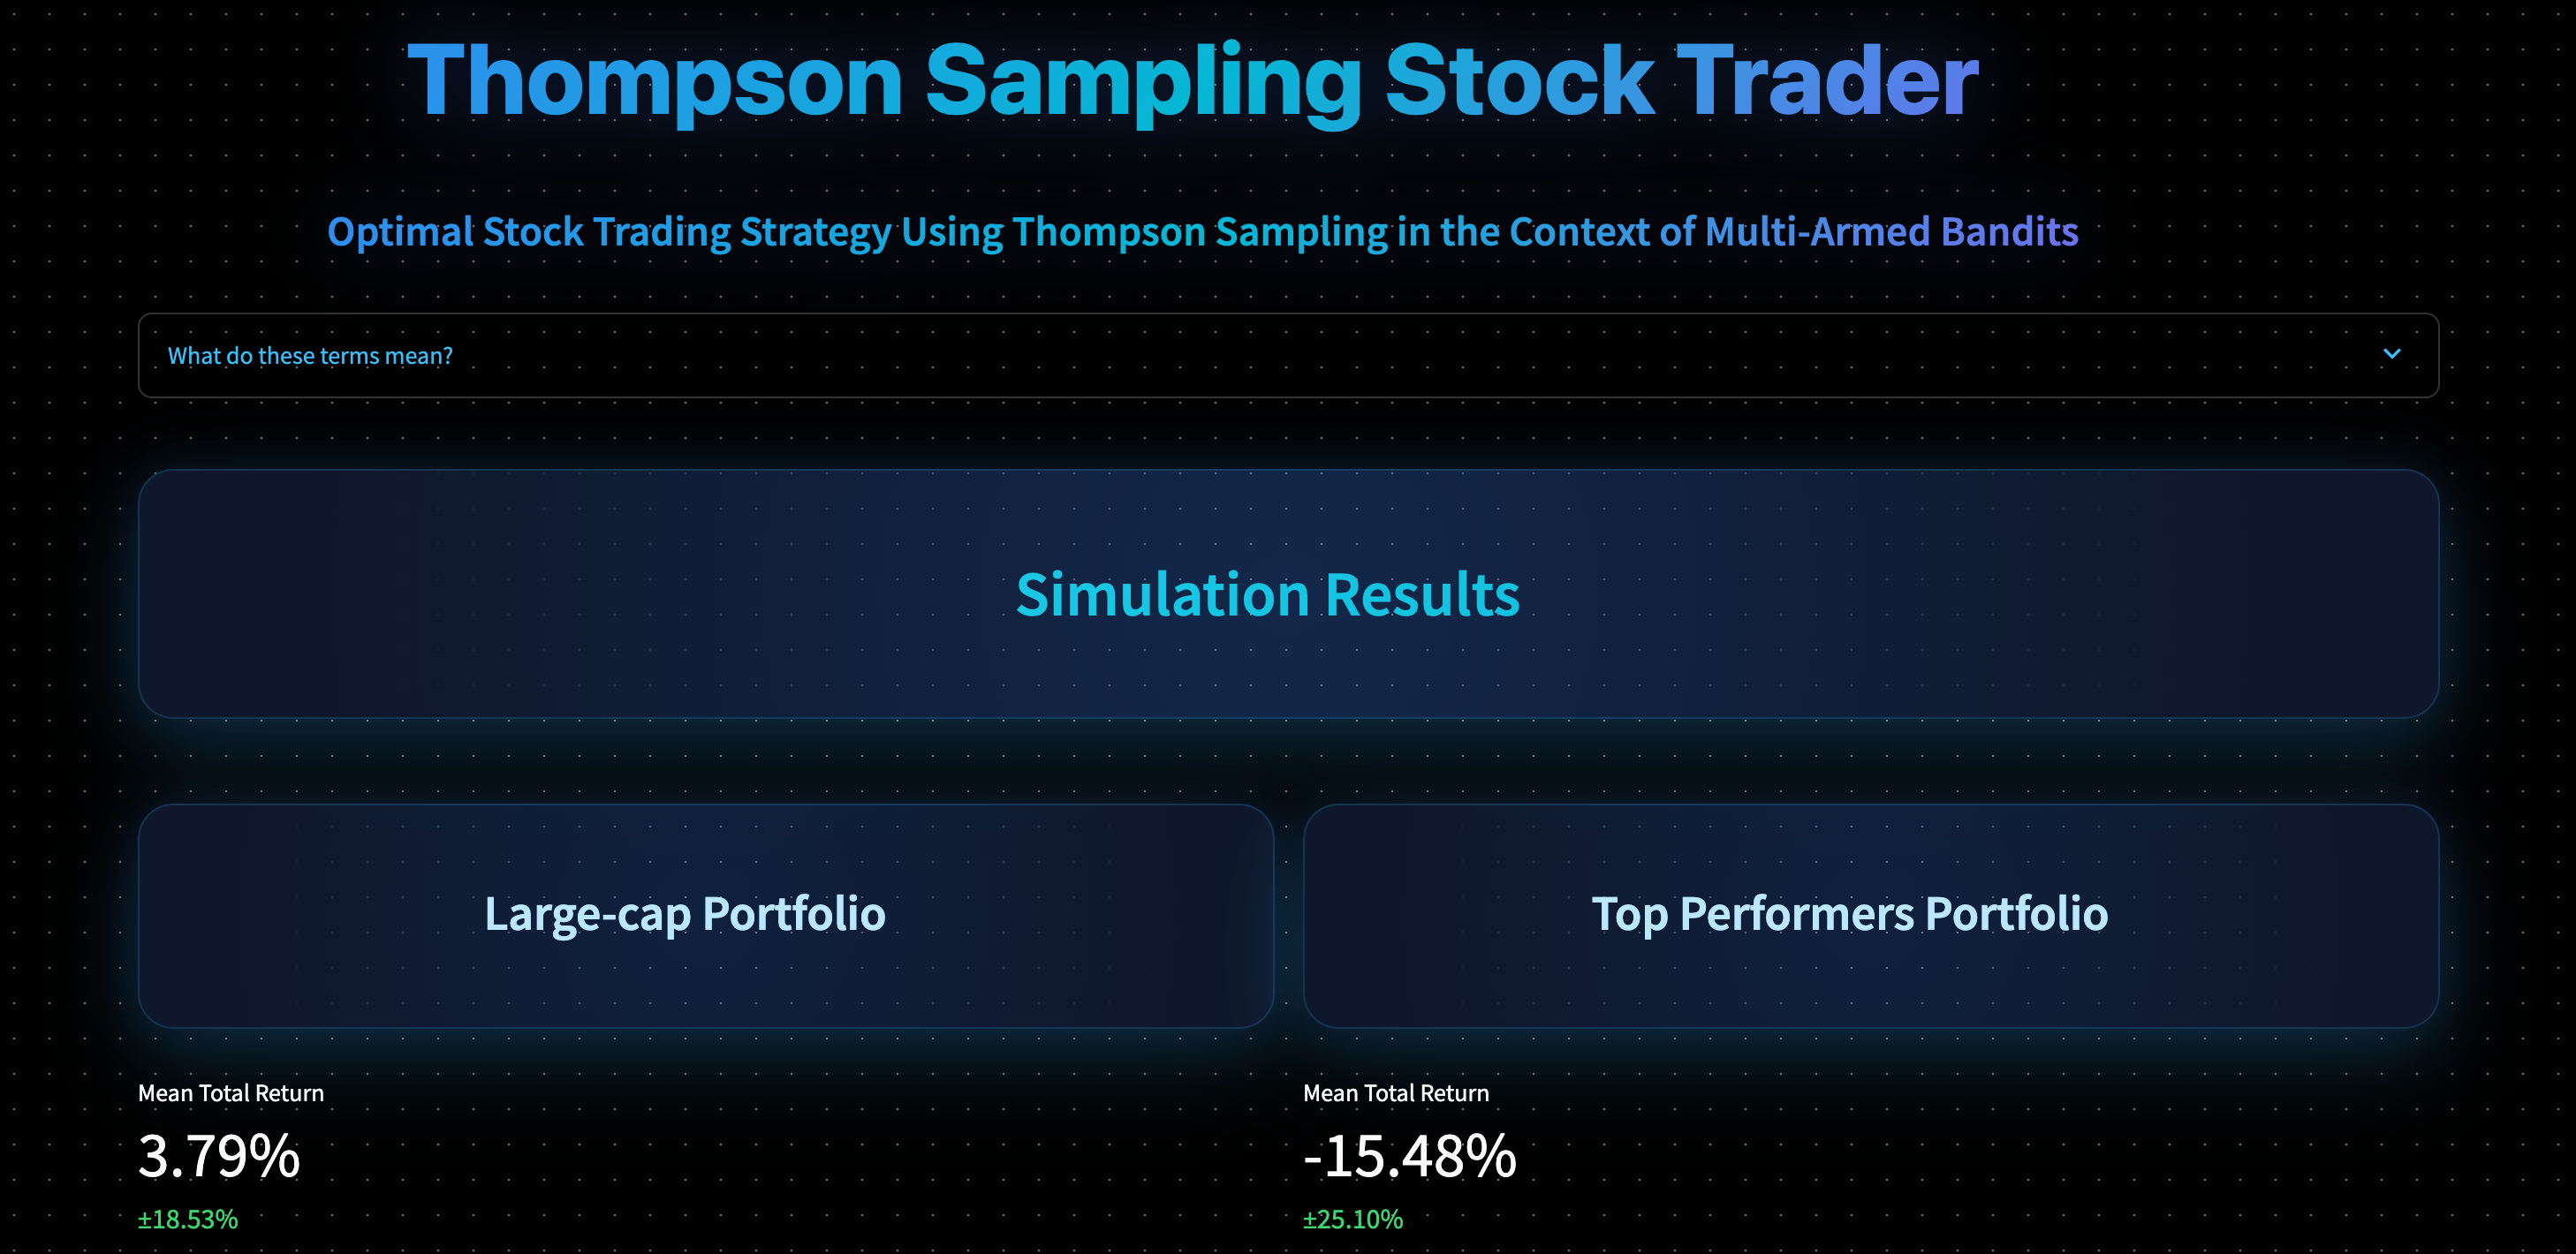 Thompson Sampling Stock Trader
Optimal Stock Trading Strategy Using Thompson Sampling in the Context of Multi-Armed Bandits
What do these terms mean?
Simulation Results
Large-cap Portfolio
Top Performers Portfolio
Mean Total Return
3.79%
±18.53%
Mean Total Return
-15.48%
±25.10%